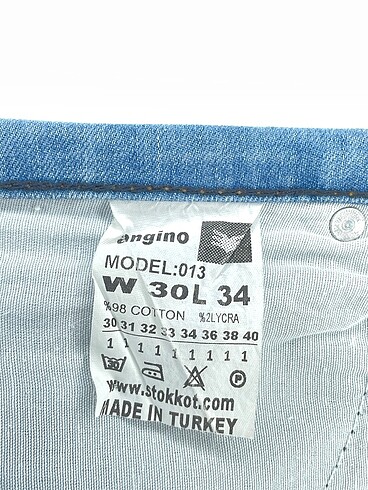 angino
MODEL:013
W 30L 34
%98 COTTON %2LYCRA
30 31 32 33 34 36 38 40
1 1 1 1 1 1 1 1
P
www.stokkot.com
MADE IN TURKEY